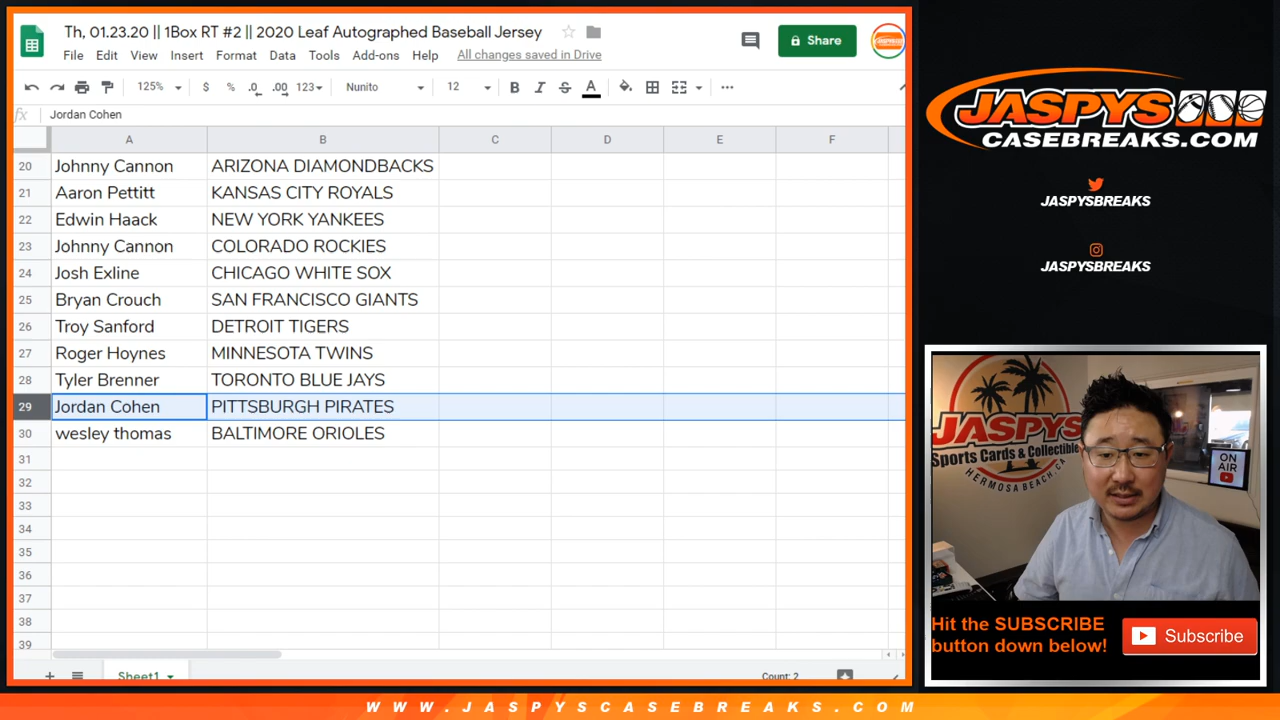 Th, 01.23.20 || 1Box RT #2 || 2020 Leaf Autographed Baseball Jersey
File Edit View Insert Format Data Tools Add-ons Help All changes saved in Drive
Share
125% $ % .0 .00 123 Nunito 12 B I S A
fx Jordan Cohen
A B C D E F
20 Johnny Cannon ARIZONA DIAMONDBACKS
21 Aaron Pettitt KANSAS CITY ROYALS
22 Edwin Haack NEW YORK YANKEES
23 Johnny Cannon COLORADO ROCKIES
24 Josh Exline CHICAGO WHITE SOX
25 Bryan Crouch SAN FRANCISCO GIANTS
26 Troy Sanford DETROIT TIGERS
27 Roger Hoynes MINNESOTA TWINS
28 Tyler Brenner TORONTO BLUE JAYS
29 Jordan Cohen PITTSBURGH PIRATES
30 wesley thomas BALTIMORE ORIOLES
31
32
33
34
35
36
37
38
39
Sheet1 Count: 2
JASPYS
CASEBREAKS.COM
JASPYSBREAKS
JASPYSBREAKS
JASPYS
Sports Cards & Collectible
HERMOSA BEACH, CA
ON
AIR
Hit the SUBSCRIBE
button down below!
Subscribe
WWW.JASPYSCASEBREAKS.COM